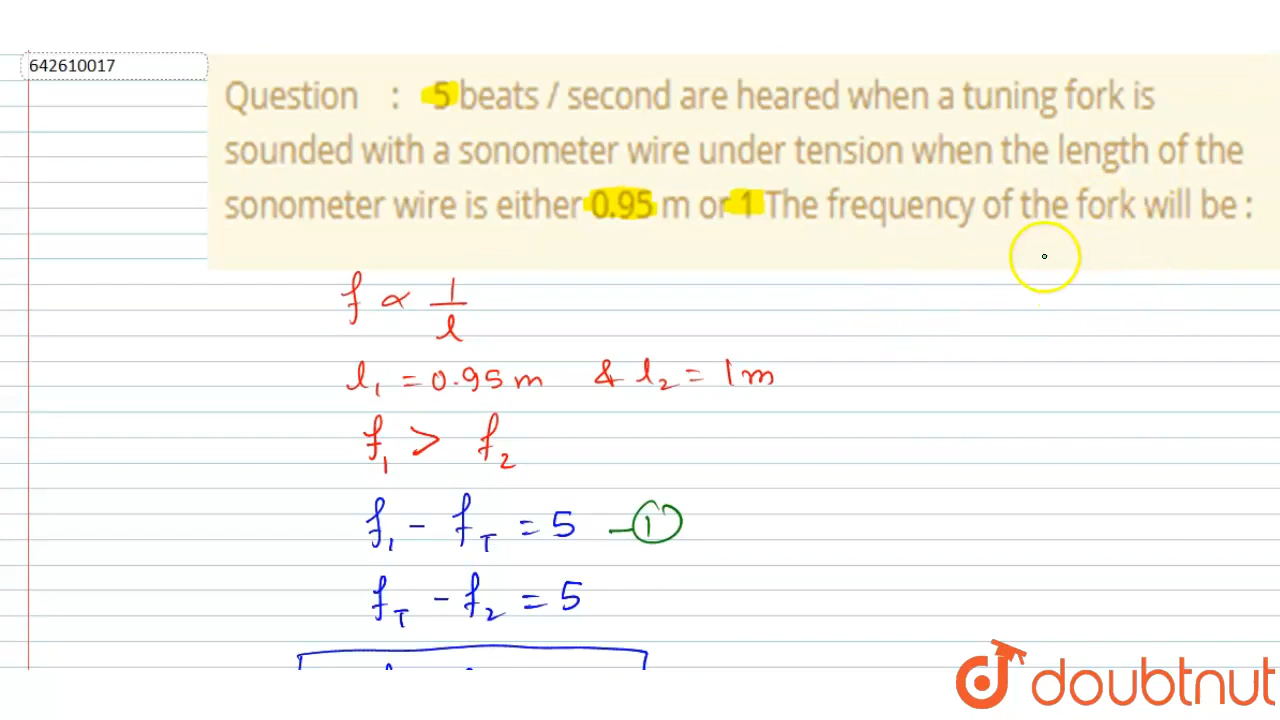 642610017
Question : 5 beats / second are heared when a tuning fork is
sounded with a sonometer wire under tension when the length of the
sonometer wire is either 0.95 m or 1 The frequency of the fork will be :
f ∝ 1/l
l₁ = 0.95 m & l₂ = 1 m
f₁ > f₂
f₁ - f_T = 5 -①
f_T - f₂ = 5
doubtnut